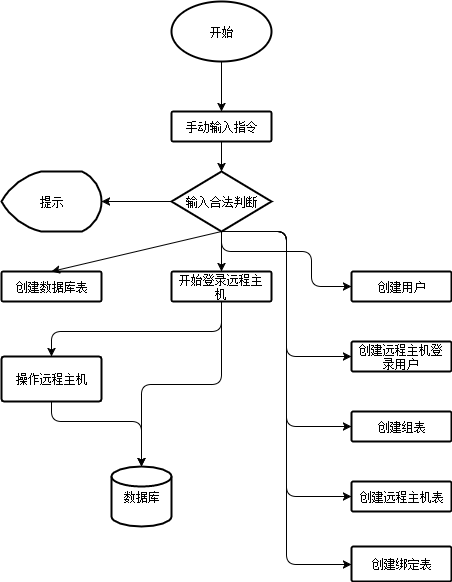 开始
手动输入指令
输入合法判断
提示
创建数据库表
开始登录远程主
机
创建用户
创建远程主机登
录用户
操作远程主机
创建组表
数据库
创建远程主机表
创建绑定表